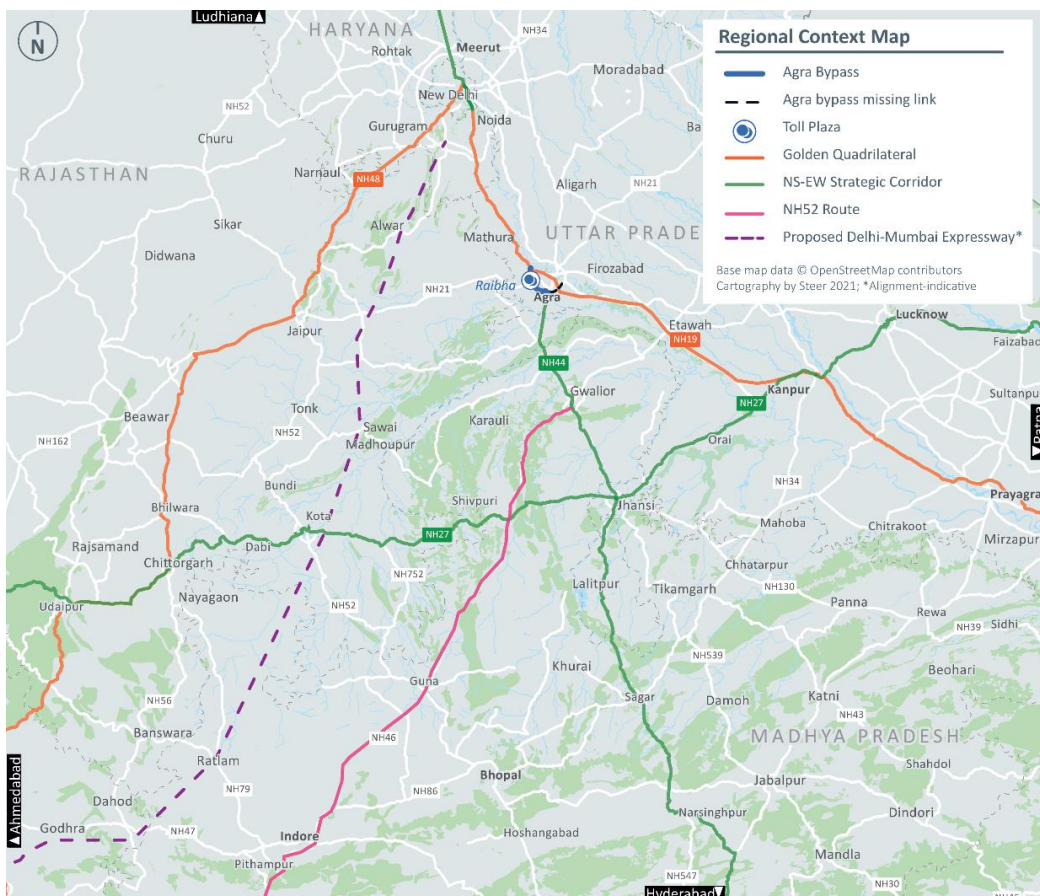 Ludhiana
HARYANA
NH34
N
Rohtak
Meerut
Regional Context Map
Moradabad
Agra Bypass
NH52
New Delhi
Agra bypass missing link
Noida
Ba
Churu
Gurugram
Toll Plaza
RAJASTHAN
Narnaul
NH48
Golden Quadrilateral
Aligarh
NH21
NS-EW Strategic Corridor
Sikar
Alwar
NH52 Route
Mathura
UTTAR PRADE
Proposed Delhi-Mumbai Expressway*
Didwana
Firozabad
Base map data © OpenStreetMap contributors
Cartography by Steer 2021; *Alignment-indicative
Raibha
NH21
Agra
Lucknow
Jaipur
Etawah
NH19
Faizabad
NH44
Kanpur
Gwallor
Sultanpu
Beawar
Tonk
NH27
Karauli
NH162
NH52
Sawai
Madhoupur
Orai
Patna
Bundi
NH34
Prayagra
Bhilwara
Kota
Shivpuri
Jhansi
Mahoba
Chitrakoot
Rajsamand
Dabi
NH27
Mirzapur
Chittorgarh
Chhatarpur
NH752
Lalitpur
Tikamgarh
NH130
Nayagaon
NH52
Panna
Rewa
Udaipur
NH39
Sidhi
NH539
Khurai
Beohari
Guna
Sagar
Damoh
Katni
NH56
NH43
Banswara
NH46
MADHYA PRADESH
Ratlam
Shahdol
Bhopal
Jabalpur
Ahmedabad
NH79
NH86
Dahod
Narsinghpur
Dindori
Godhra
NH47
Indore
Hoshangabad
Mandla
Pithampur
NH547
NH30
Hyderabad